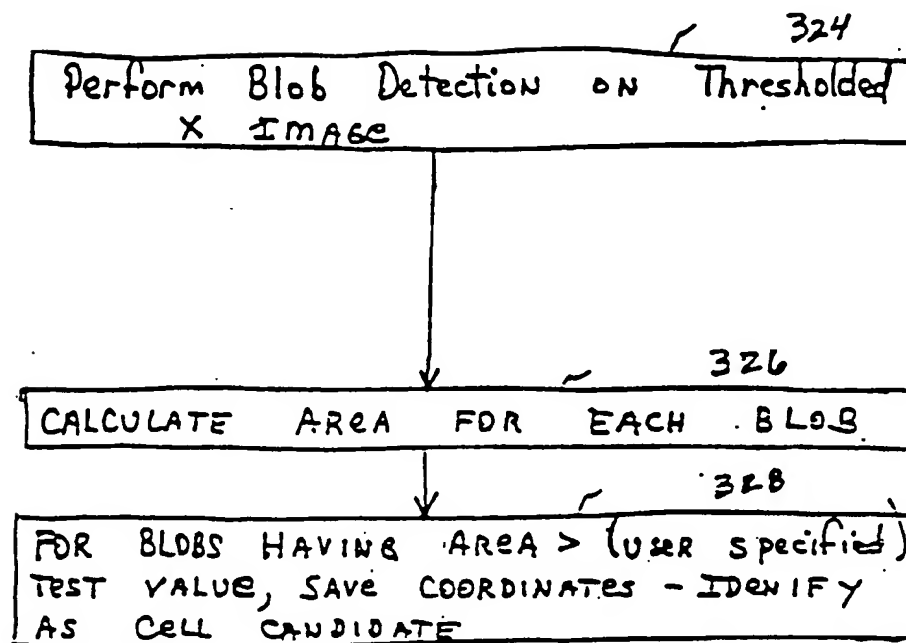 324
Perform Blob Detection on Thresholded
X Image
326
CALCULATE AREA FOR EACH BLOB
328
FOR BLOBS HAVING AREA > (USER SPECIFIED)
TEST VALUE, SAVE COORDINATES - IDENIFY
AS CELL CANDIDATE